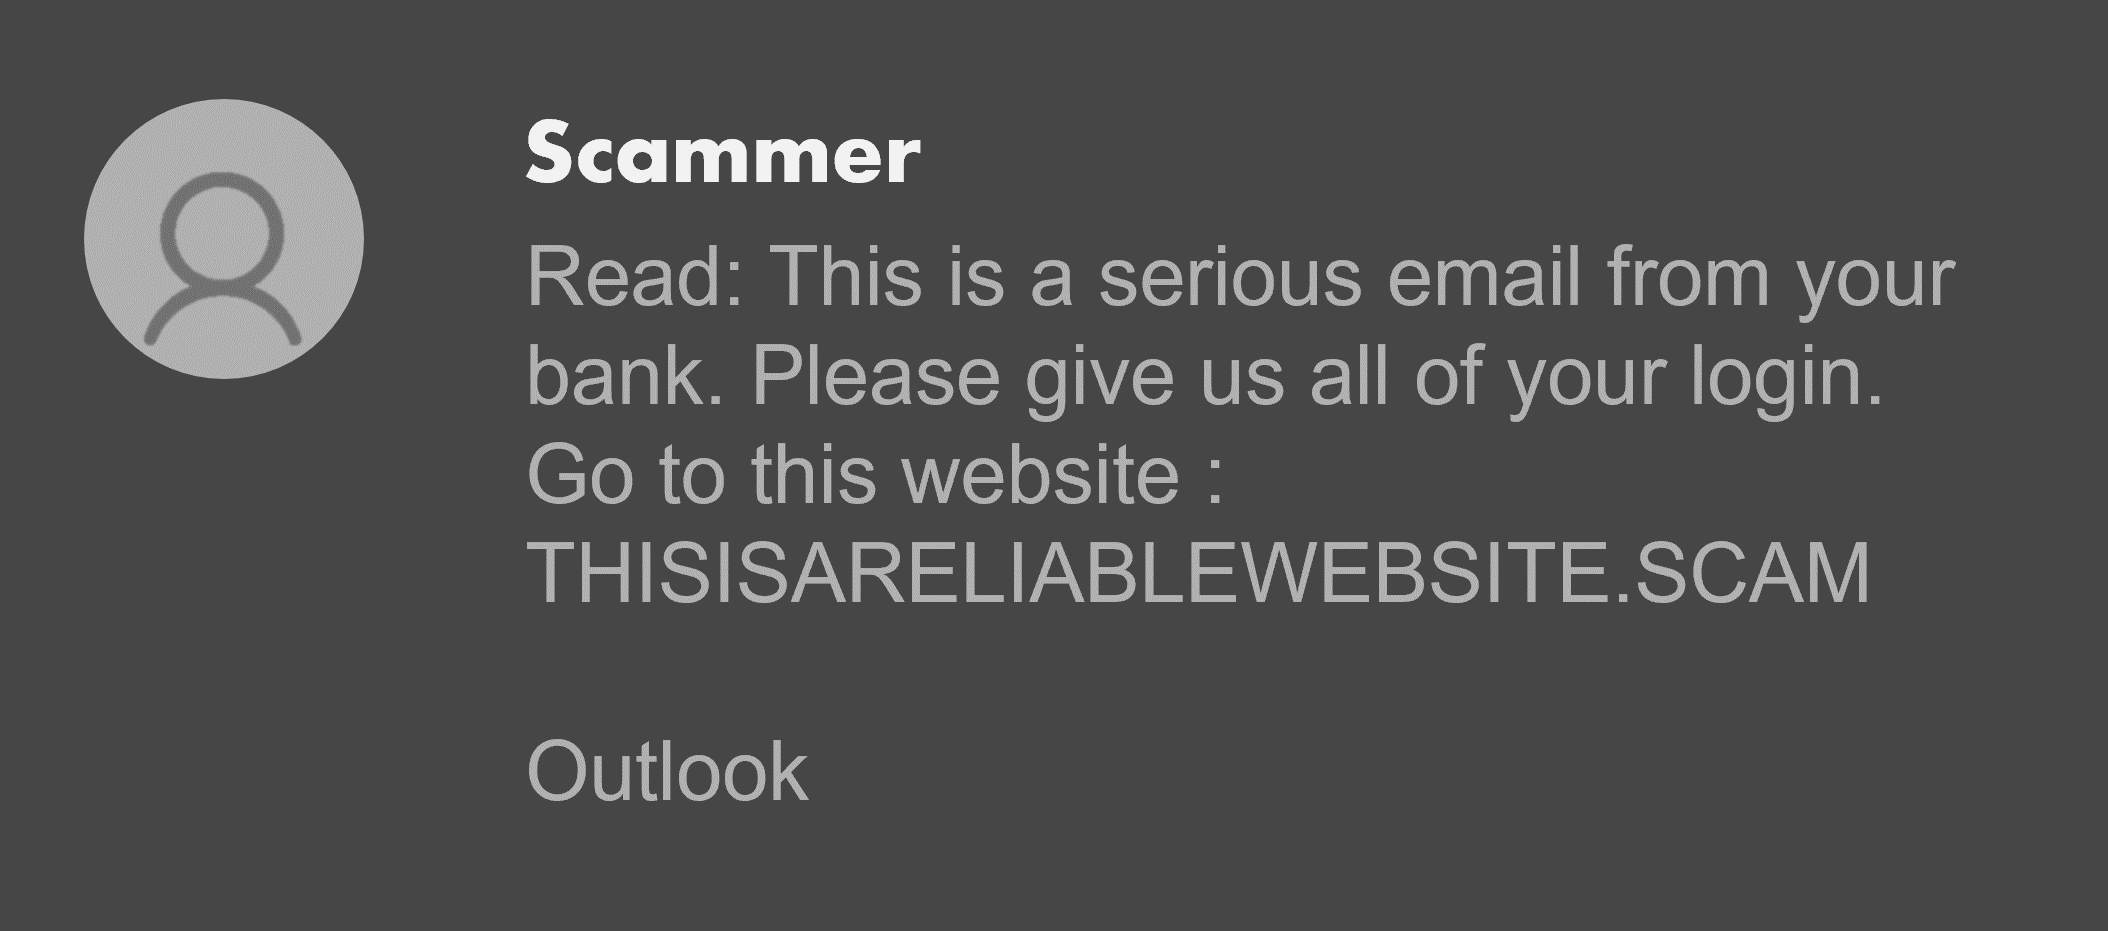 Scammer
Read: This is a serious email from your
bank. Please give us all of your login.
Go to this website :
THISISARELIABLEWEBSITE.SCAM
Outlook